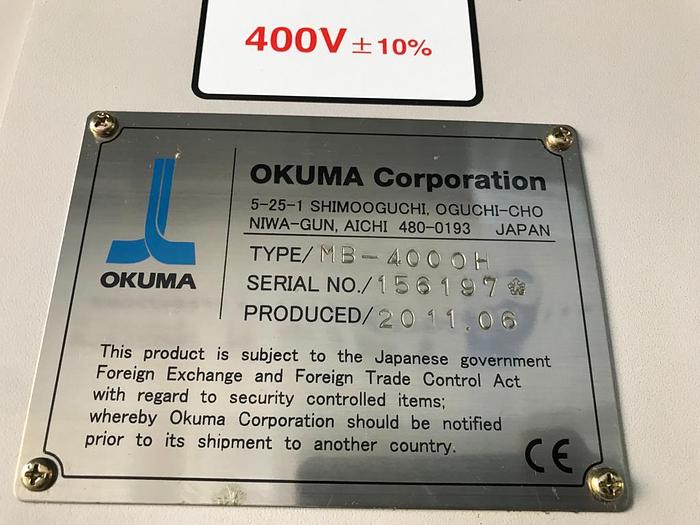 400V ± 10%
OKUMA Corporation
5-25-1 SHIMOOGUCHI, OGUCHI-CHO
NIWA-GUN, AICHI 480-0193 JAPAN
OKUMA
TYPE/MB-4000H
SERIAL NO./156197
PRODUCED/2011.06
This product is subject to the Japanese government
Foreign Exchange and Foreign Trade Control Act
with regard to security controlled items;
whereby Okuma Corporation should be notified
prior to its shipment to another country.
CE